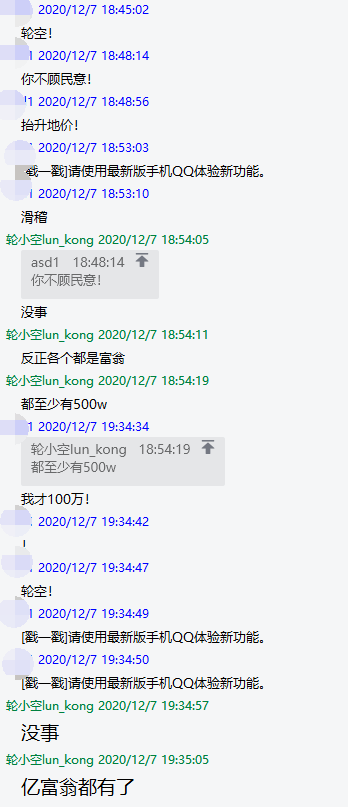 1 2020/12/7 18:45:02
轮空！
1 2020/12/7 18:48:14
你不顾民意！
1 2020/12/7 18:48:56
抬升地价！
1 2020/12/7 18:53:03
戳一戳]请使用最新版手机QQ体验新功能。
1 2020/12/7 18:53:10
滑稽
轮小空lun_kong 2020/12/7 18:54:05
asd1 18:48:14
你不顾民意！
没事
轮小空lun_kong 2020/12/7 18:54:11
反正各个都是富翁
轮小空lun_kong 2020/12/7 18:54:19
都至少有500w
1 2020/12/7 19:34:34
轮小空lun_kong 18:54:19
都至少有500w
我才100万！
1 2020/12/7 19:34:42
！
1 2020/12/7 19:34:47
轮空！
1 2020/12/7 19:34:49
[戳一戳]请使用最新版手机QQ体验新功能。
1 2020/12/7 19:34:50
[戳一戳]请使用最新版手机QQ体验新功能。
轮小空lun_kong 2020/12/7 19:34:57
没事
轮小空lun_kong 2020/12/7 19:35:05
亿富翁都有了